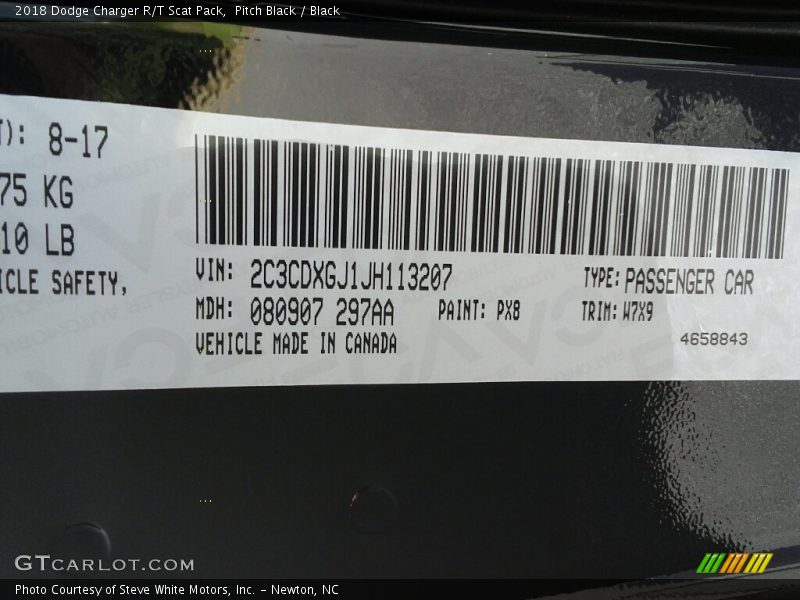 2018 Dodge Charger R/T Scat Pack, Pitch Black / Black
T): 8-17
75 KG
10 LB
ICLE SAFETY,
VIN: 2C3CDXGJ1JH113207
TYPE: PASSENGER CAR
MDH: 080907 297AA
PAINT: PX8
TRIM: W7X9
VEHICLE MADE IN CANADA
4658843
GTCARLOT.COM
Photo Courtesy of Steve White Motors, Inc. – Newton, NC